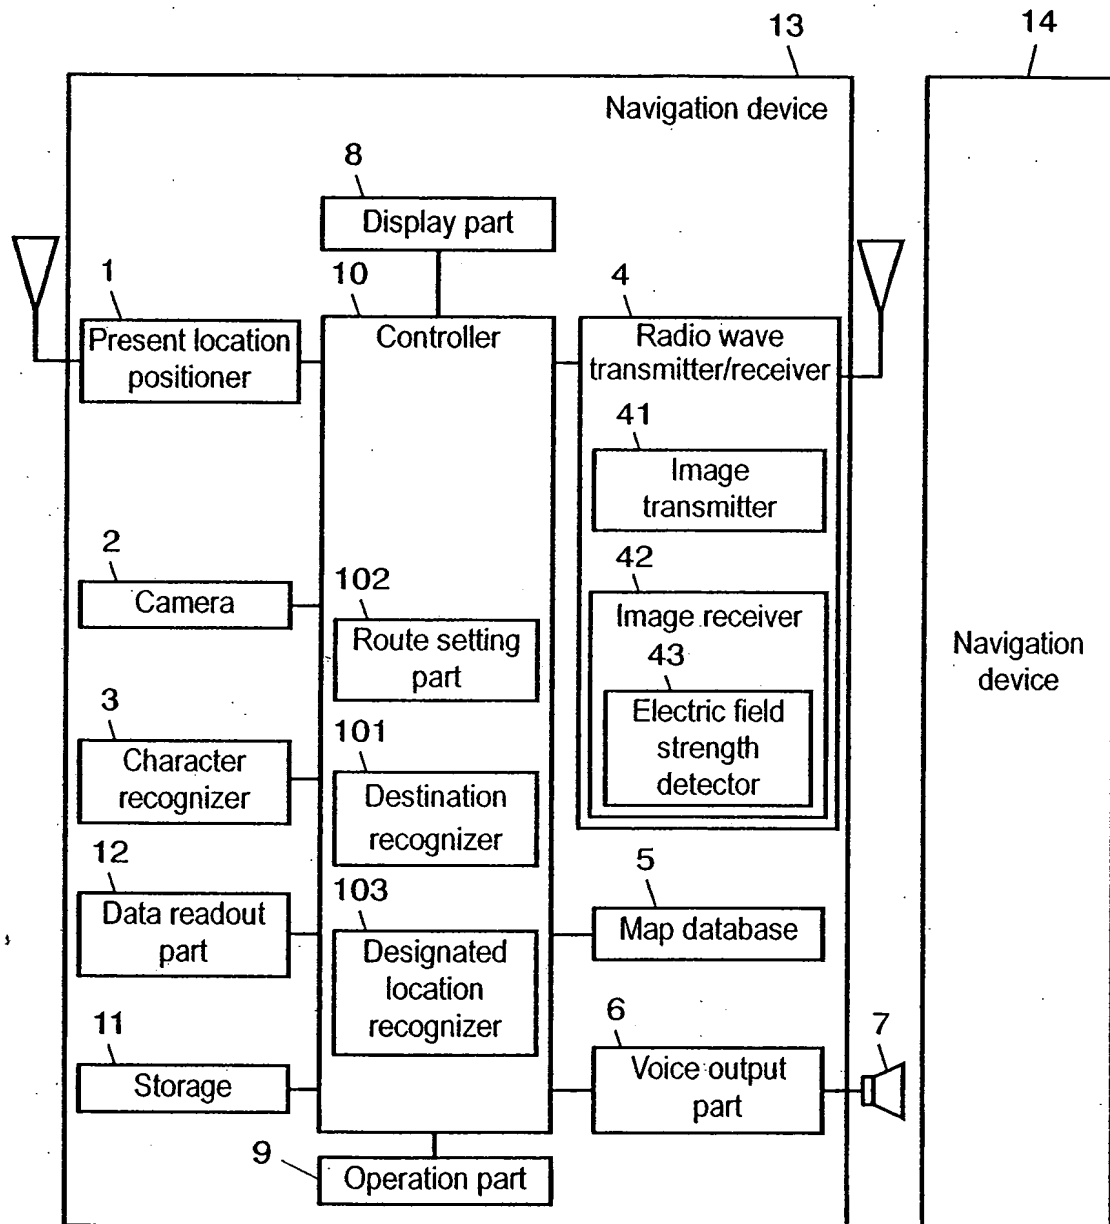 13
14
Navigation device
8
Display part
1
10
4
Present location
positioner
Controller
Radio wave
transmitter/receiver
41
Image
transmitter
2
Camera
102
Route setting
part
42
Image receiver
43
Electric field
strength
detector
Navigation
device
3
Character
recognizer
101
Destination
recognizer
12
Data readout
part
103
Designated
location
recognizer
5
Map database
11
Storage
6
Voice output
part
7
9
Operation part